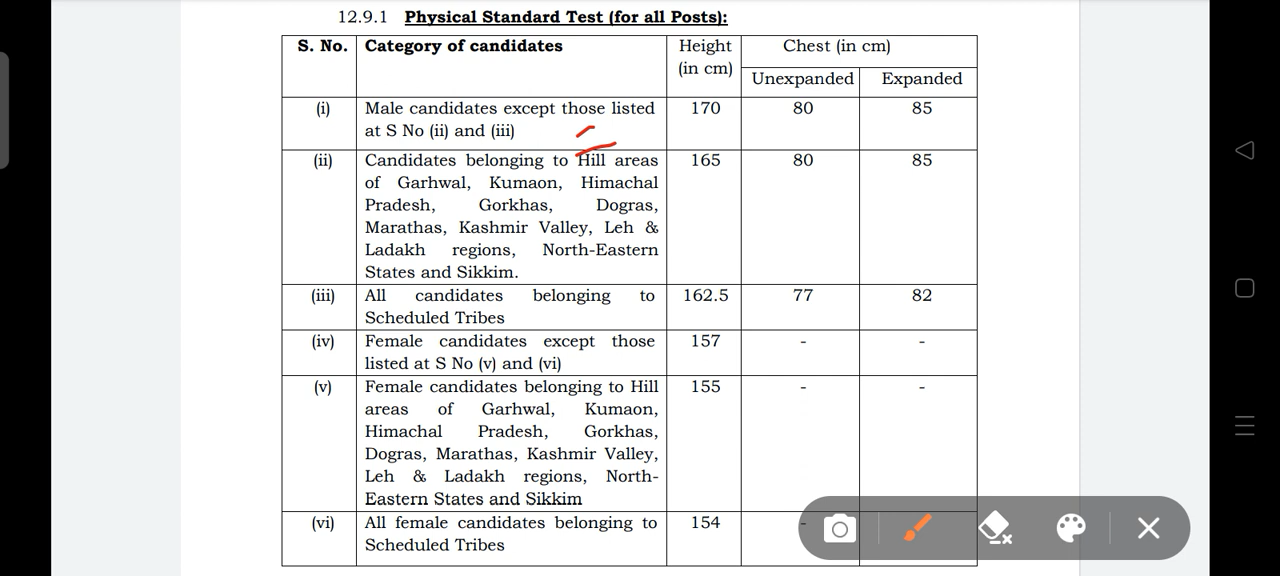 12.9.1 Physical Standard Test (for all Posts):
S. No. Category of candidates Height (in cm) Chest (in cm)
Unexpanded Expanded
(i) Male candidates except those listed 170 80 85
at S No (ii) and (iii)
(ii) Candidates belonging to Hill areas 165 80 85
of Garhwal, Kumaon, Himachal
Pradesh, Gorkhas, Dogras,
Marathas, Kashmir Valley, Leh &
Ladakh regions, North-Eastern
States and Sikkim.
(iii) All candidates belonging to 162.5 77 82
Scheduled Tribes
(iv) Female candidates except those 157 - -
listed at S No (v) and (vi)
(v) Female candidates belonging to Hill 155 - -
areas of Garhwal, Kumaon,
Himachal Pradesh, Gorkhas,
Dogras, Marathas, Kashmir Valley,
Leh & Ladakh regions, North-
Eastern States and Sikkim
(vi) All female candidates belonging to 154 -
Scheduled Tribes